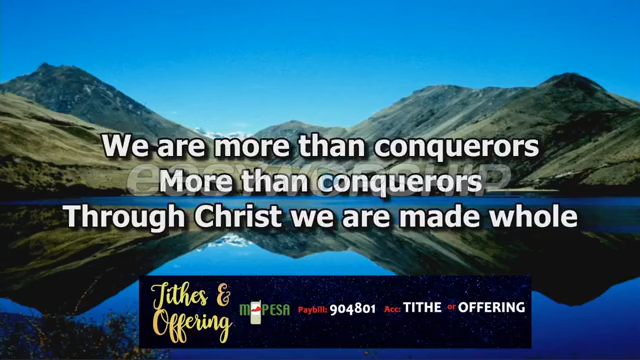 We are more than conquerors
More than conquerors
Through Christ we are made whole
Tithes &
Offering
M-PESA Paybill: 904801 Acc: TITHE or OFFERING